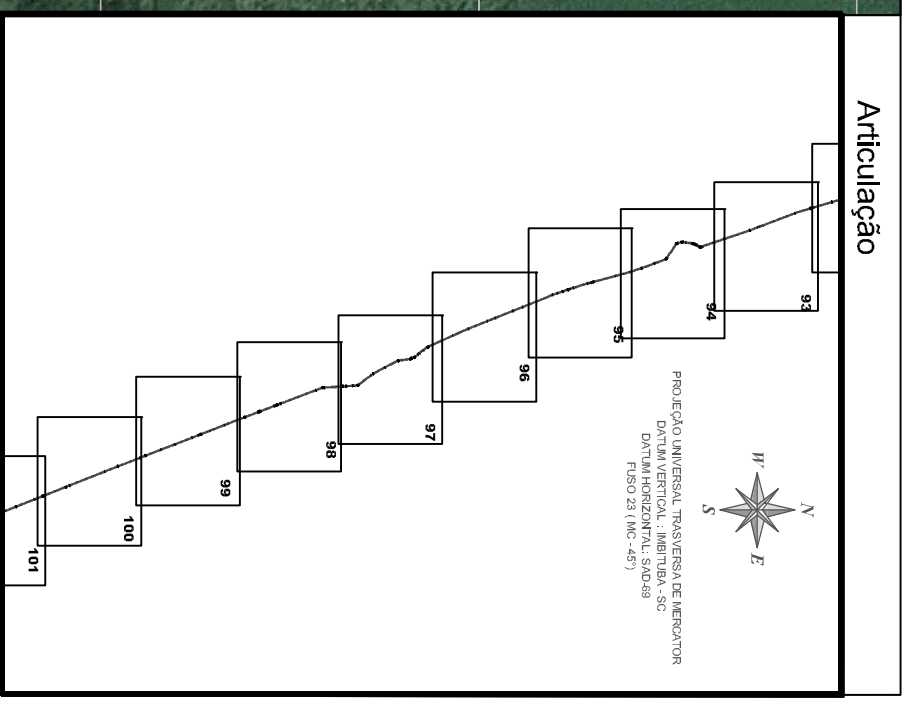 Articulação
N
W
E
S
PROJEÇÃO UNIVERSAL TRASVERSA DE MERCATOR
DATUM VERTICAL : IMBITUBA - SC
DATUM HORIZONTAL: SAD-69
FUSO 23 ( MC - 45°)
93
94
95
96
97
98
99
100
101